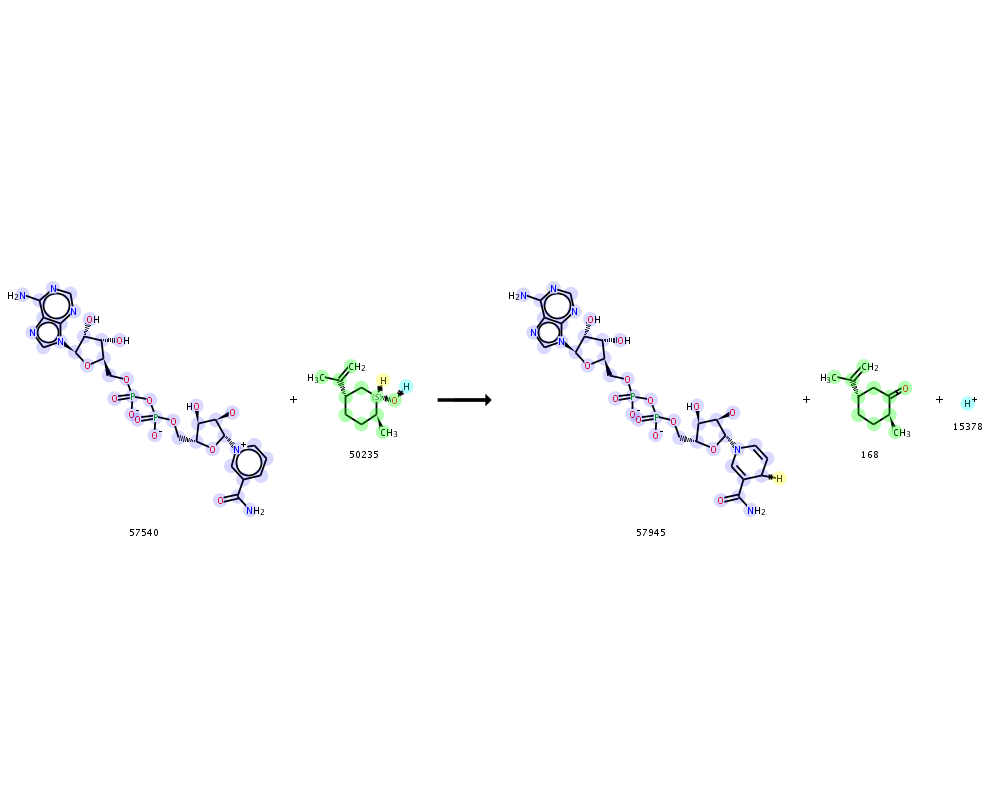 H₂N N N N N OH OH O O P O O⁻ O O P O⁻ O HO O O N⁺ O NH₂
57540
+
H₃C CH₂ H (S) O H CH₃
50235
H₂N N N N N OH OH O O P O O⁻ O O P O⁻ O HO O O N H O NH₂
57945
+
H₃C CH₂ O CH₃
168
+
H⁺
15378